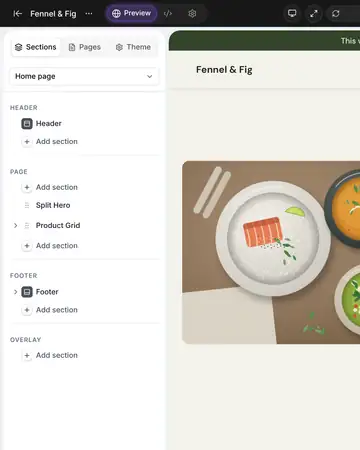 Fennel & Fig
Preview
Sections
Pages
Theme
Home page
HEADER
Header
Add section
PAGE
Add section
Split Hero
Product Grid
Add section
FOOTER
Footer
Add section
OVERLAY
Add section
This
Fennel & Fig